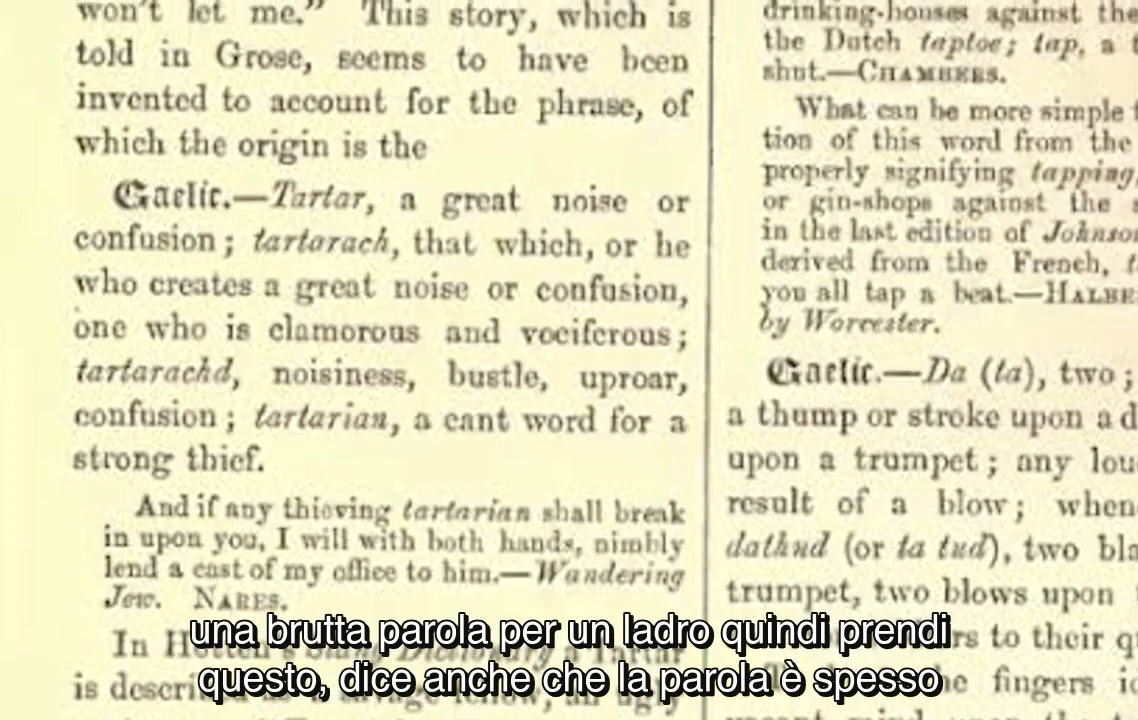 won't let me.” This story, which is
told in Grose, seems to have been
invented to account for the phrase, of
which the origin is the
Gaelic.—Tartar, a great noise or
confusion; tartarach, that which, or he
who creates a great noise or confusion,
one who is clamorous and vociferous;
tartarachd, noisiness, bustle, uproar,
confusion; tartarian, a cant word for a
strong thief.
And if any thieving tartarian shall break
in upon you, I will with both hands, nimbly
lend a cast of my office to him.—Wandering
Jew. NARES.
In
is
drinking-houses against the
the Dutch taptoe; tap, a
shut.—CHAMBERS.
What can be more simple
tion of this word from the
properly signifying tapping,
or gin-shops against the
in the last edition of Johnso
derived from the French,
you all tap a beat.—HALBE
by Worcester.
Gaelic.—Da (ta), two;
a thump or stroke upon a d
upon a trumpet; any lou
result of a blow; when
dathud (or ta tud), two bla
trumpet, two blows upon
rs to their q
fingers
una brutta parola per un ladro quindi prendi
questo, dice anche che la parola è spesso